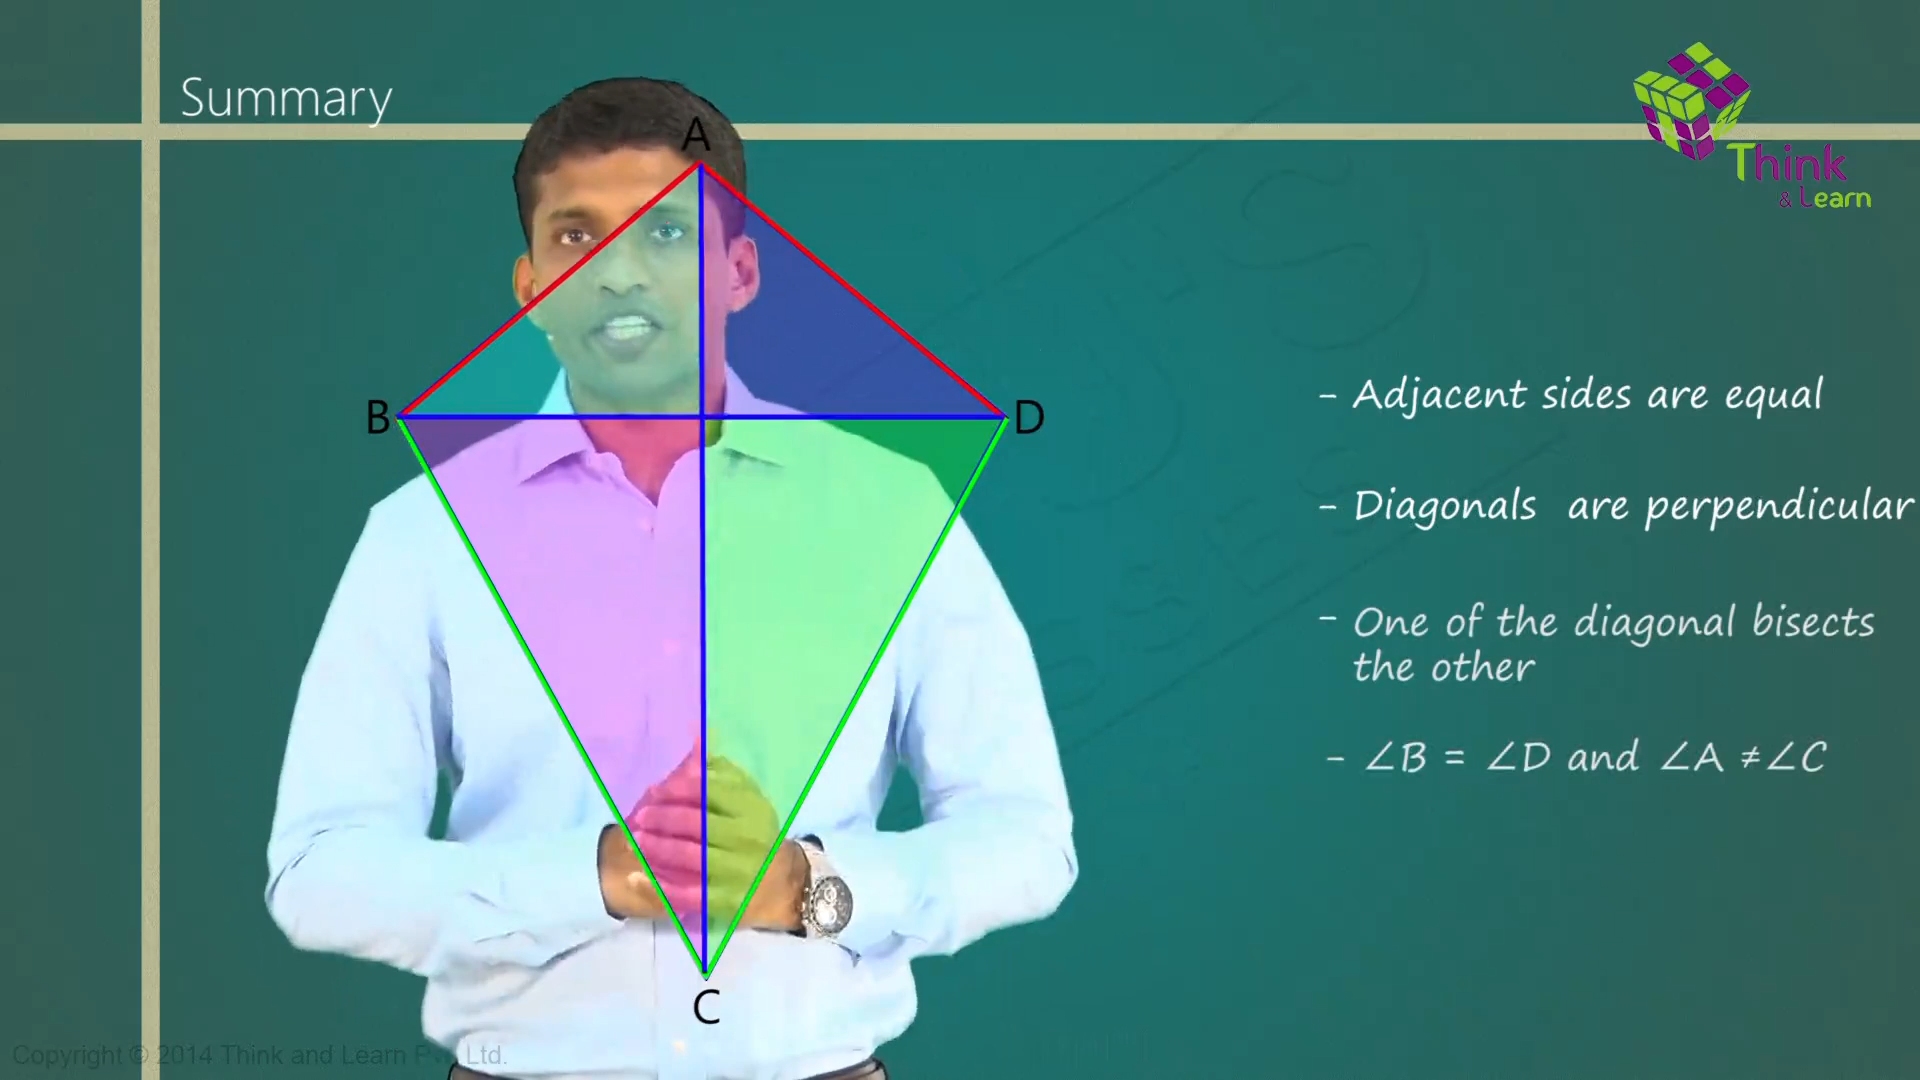 Summary
Think
& Learn
A
B
D
C
- Adjacent sides are equal
- Diagonals are perpendicular
- One of the diagonal bisects
the other
- ∠B = ∠D and ∠A ≠ ∠C
Copyright © 2014 Think and Learn Pvt Ltd.